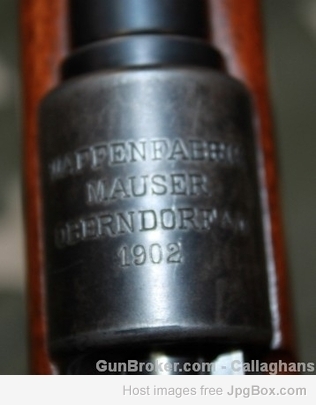 WAFFENFABRIK
MAUSER
OBERNDORF A/N
1902
GunBroker.com - Callaghans
Host images free JpgBox.com